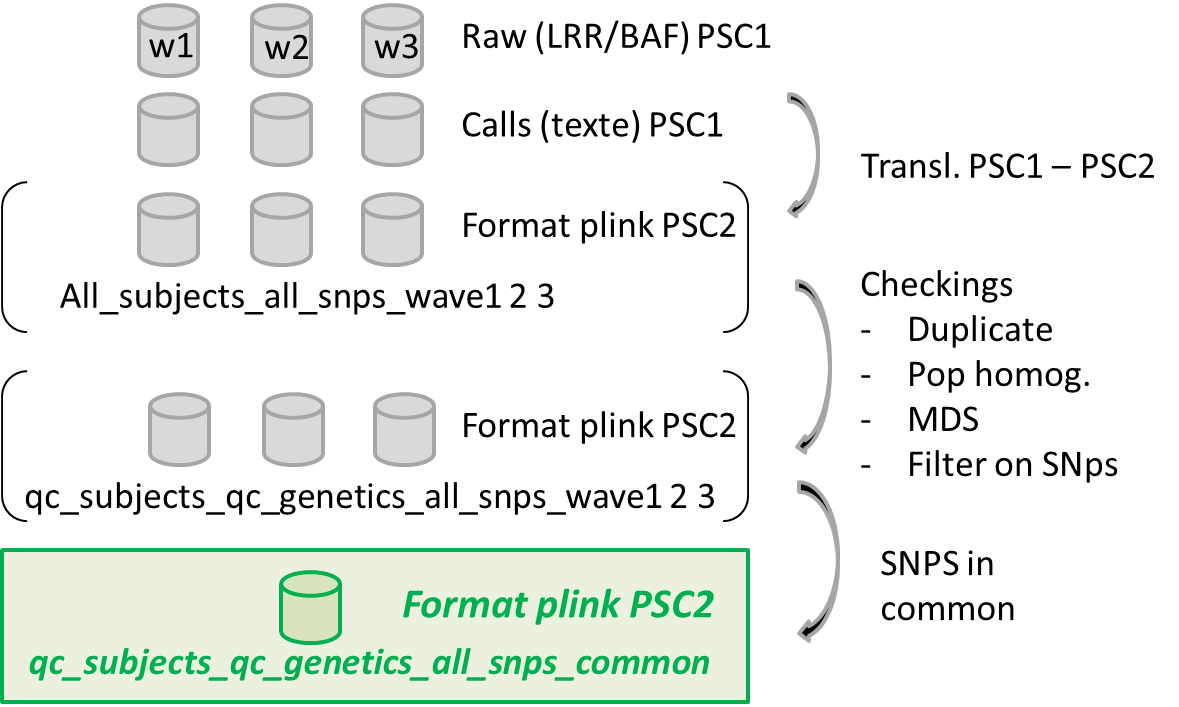 w1 w2 w3 Raw (LRR/BAF) PSC1
Calls (texte) PSC1
Transl. PSC1 – PSC2
Format plink PSC2
All_subjects_all_snps_wave1 2 3
Checkings
- Duplicate
- Pop homog.
- MDS
- Filter on SNps
Format plink PSC2
qc_subjects_qc_genetics_all_snps_wave1 2 3
SNPS in
common
Format plink PSC2
qc_subjects_qc_genetics_all_snps_common